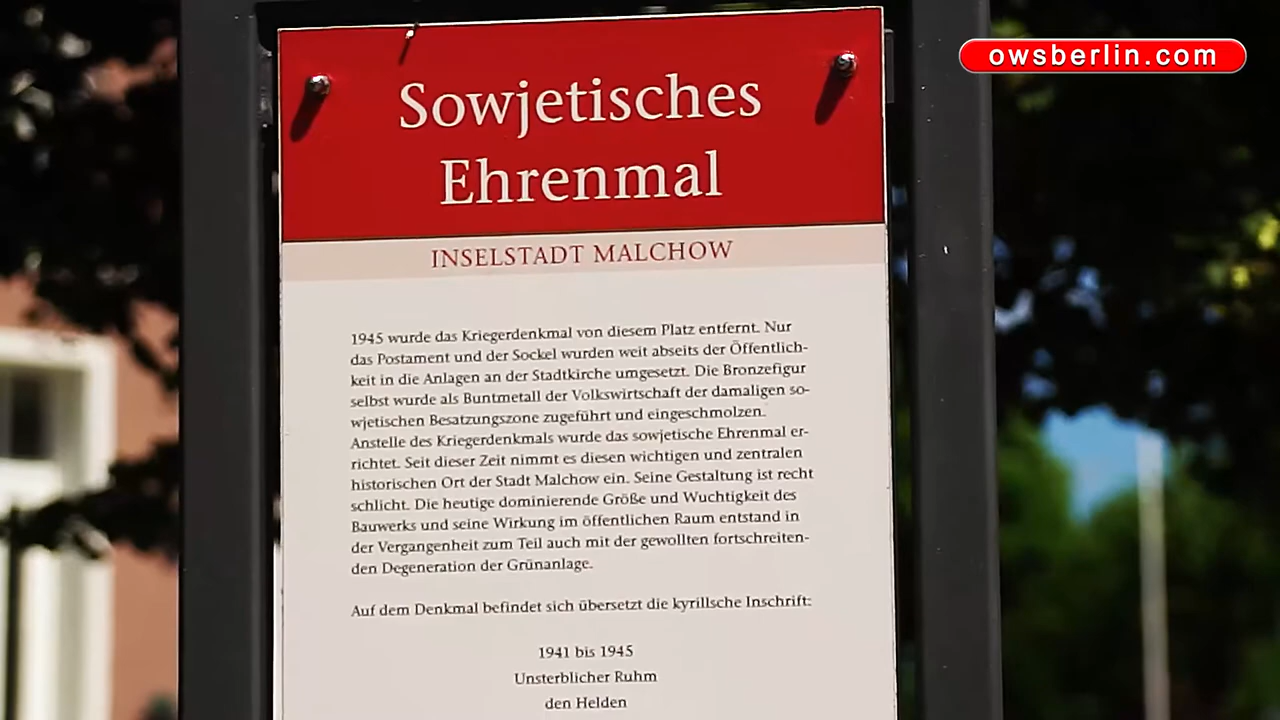 owsberlin.com
Sowjetisches
Ehrenmal
INSELSTADT MALCHOW
1945 wurde das Kriegerdenkmal von diesem Platz entfernt. Nur
das Postament und der Sockel wurden weit abseits der Öffentlich-
keit in die Anlagen an der Stadtkirche umgesetzt. Die Bronzefigur
selbst wurde als Buntmetall der Volkswirtschaft der damaligen so-
wjetischen Besatzungszone zugeführt und eingeschmolzen.
Anstelle des Kriegerdenkmals wurde das sowjetische Ehrenmal er-
richtet. Seit dieser Zeit nimmt es diesen wichtigen und zentralen
historischen Ort der Stadt Malchow ein. Seine Gestaltung ist recht
schlicht. Die heutige dominierende Größe und Wuchtigkeit des
Bauwerks und seine Wirkung im öffentlichen Raum entstand in
der Vergangenheit zum Teil auch mit der gewollten fortschreiten-
den Degeneration der Grünanlage.
Auf dem Denkmal befindet sich übersetzt die kyrillsche Inschrift:
1941 bis 1945
Unsterblicher Ruhm
den Helden